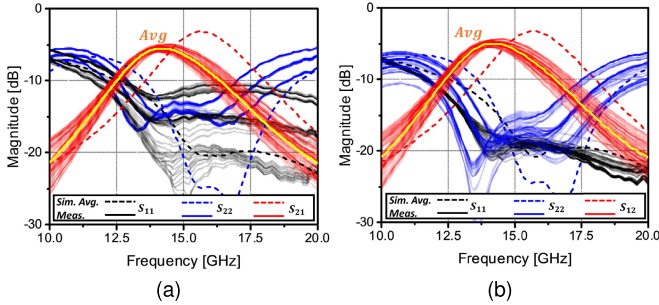 (a)
0
-10
-20
-30
Magnitude [dB]
Avg
Sim. Avg.
Meas.
S11
S22
S21
10.0
12.5
15.0
17.5
20.0
Frequency [GHz]
(a)
(b)
0
-10
-20
-30
Magnitude [dB]
Avg
Sim. Avg.
Meas.
S11
S22
S12
10.0
12.5
15.0
17.5
20.0
Frequency [GHz]
(b)